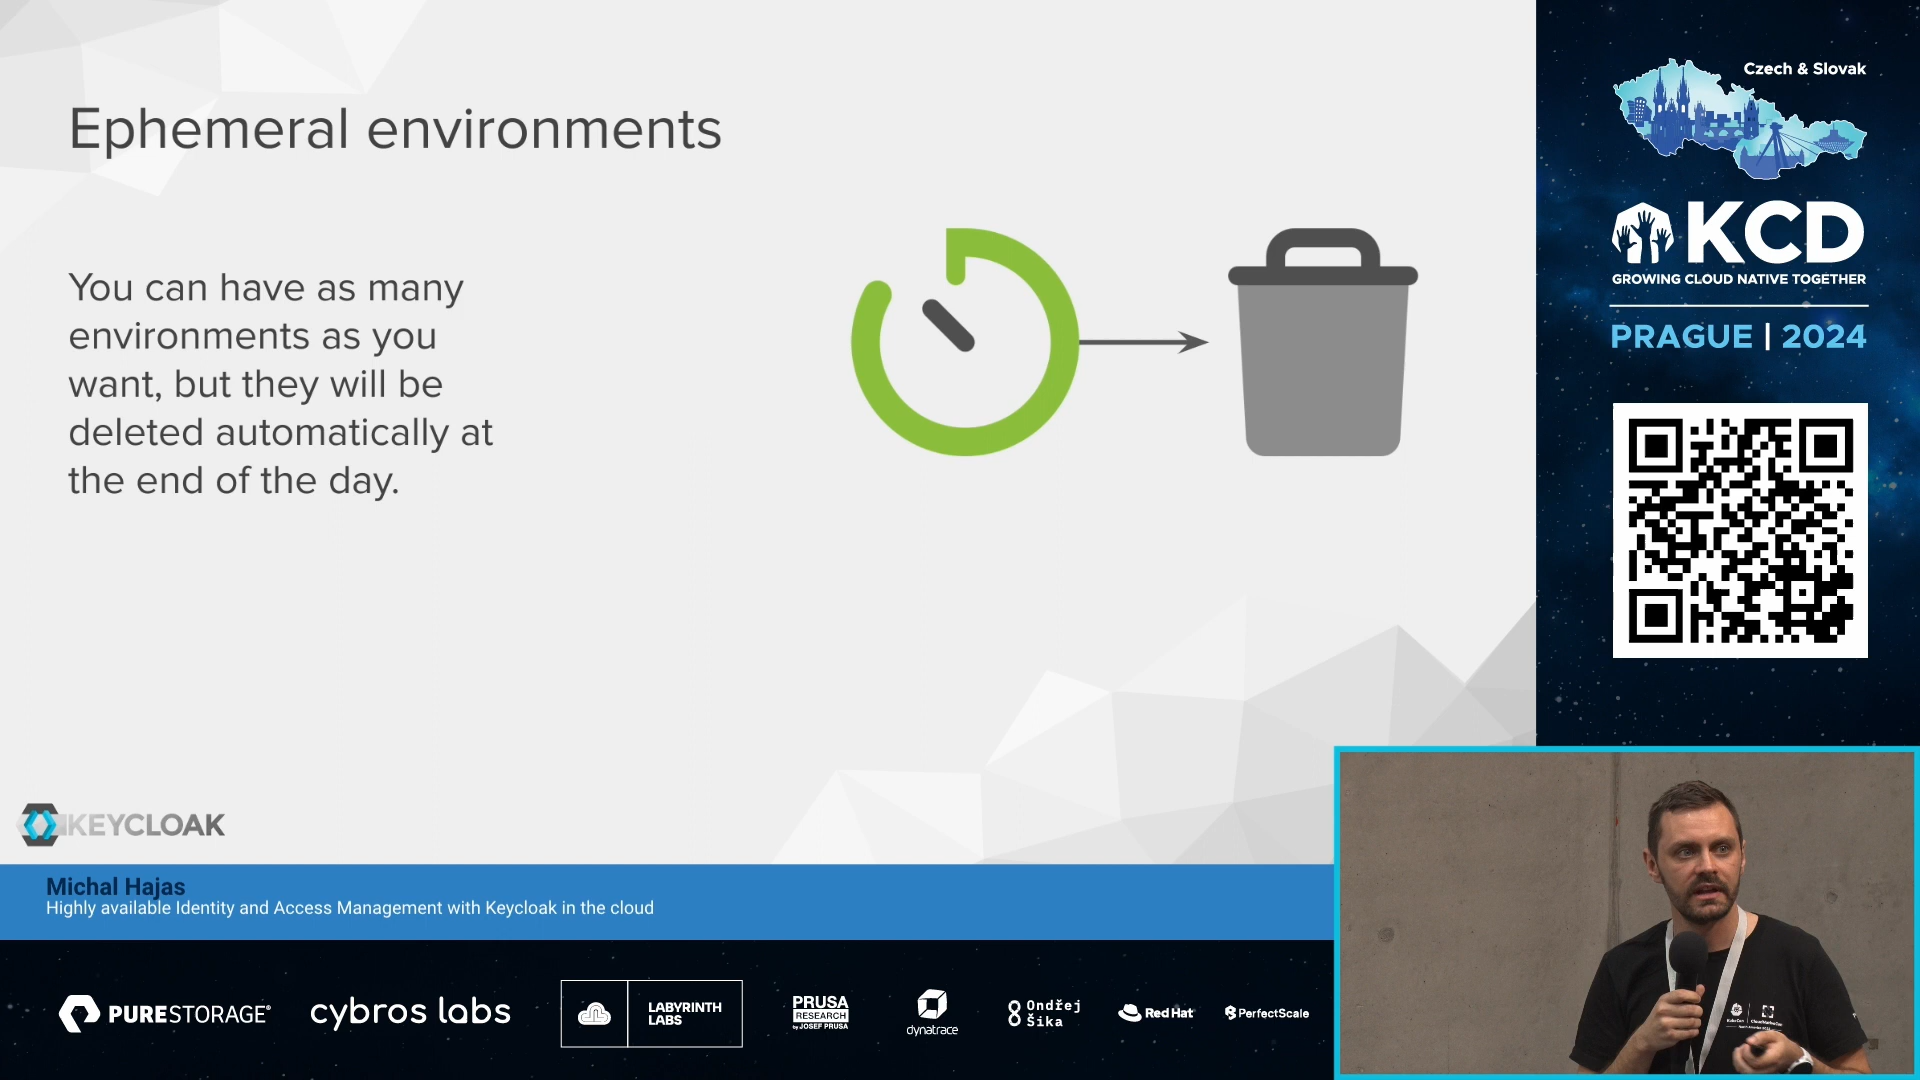 Ephemeral environments
You can have as many
environments as you
want, but they will be
deleted automatically at
the end of the day.
KEYCLOAK
Czech & Slovak
KCD
GROWING CLOUD NATIVE TOGETHER
PRAGUE | 2024
Michal Hajas
Highly available Identity and Access Management with Keycloak in the cloud
PURESTORAGE®
cybros labs
LABYRINTH
LABS
PRUSA
RESEARCH
by JOSEF PRUSA
dynatrace
Ondřej
Šika
Red Hat
PerfectScale